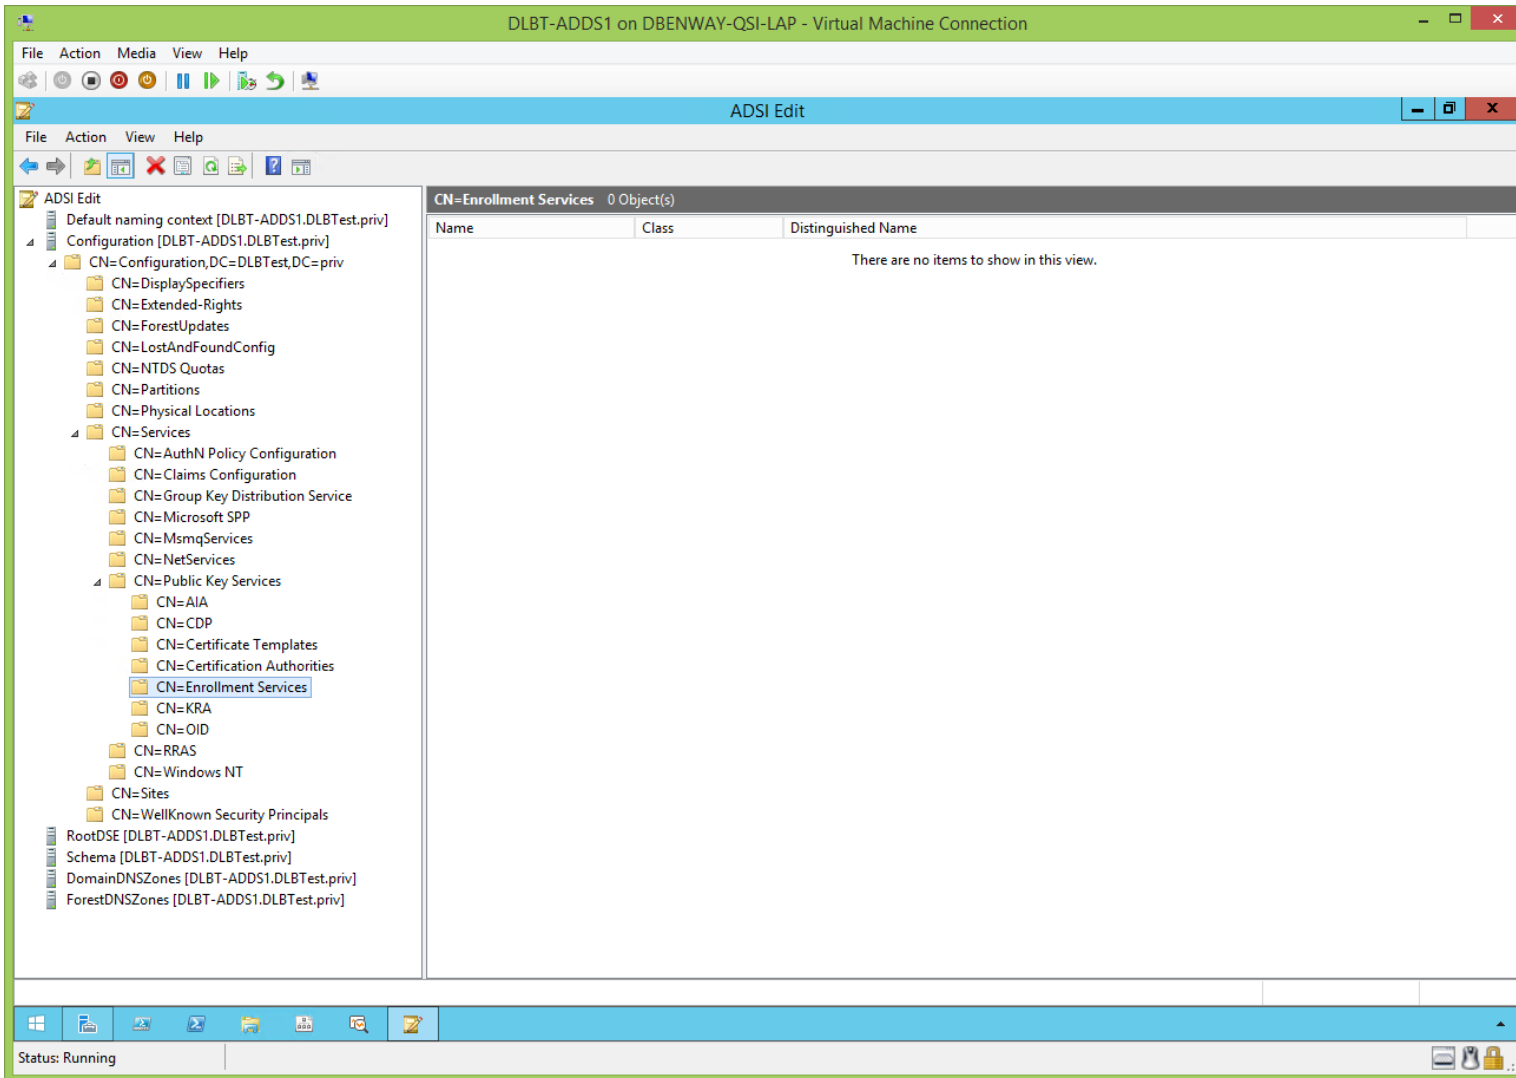 DLBT-ADDS1 on DBENWAY-QSI-LAP - Virtual Machine Connection
File Action Media View Help
ADSI Edit
File Action View Help
ADSI Edit
Default naming context [DLBT-ADDS1.DLBTest.priv]
Configuration [DLBT-ADDS1.DLBTest.priv]
CN=Configuration,DC=DLBTest,DC=priv
CN=DisplaySpecifiers
CN=Extended-Rights
CN=ForestUpdates
CN=LostAndFoundConfig
CN=NTDS Quotas
CN=Partitions
CN=Physical Locations
CN=Services
CN=AuthN Policy Configuration
CN=Claims Configuration
CN=Group Key Distribution Service
CN=Microsoft SPP
CN=MsmqServices
CN=NetServices
CN=Public Key Services
CN=AIA
CN=CDP
CN=Certificate Templates
CN=Certification Authorities
CN=Enrollment Services
CN=KRA
CN=OID
CN=RRAS
CN=Windows NT
CN=Sites
CN=WellKnown Security Principals
RootDSE [DLBT-ADDS1.DLBTest.priv]
Schema [DLBT-ADDS1.DLBTest.priv]
DomainDNSZones [DLBT-ADDS1.DLBTest.priv]
ForestDNSZones [DLBT-ADDS1.DLBTest.priv]
CN=Enrollment Services 0 Object(s)
Name Class Distinguished Name
There are no items to show in this view.
Status: Running